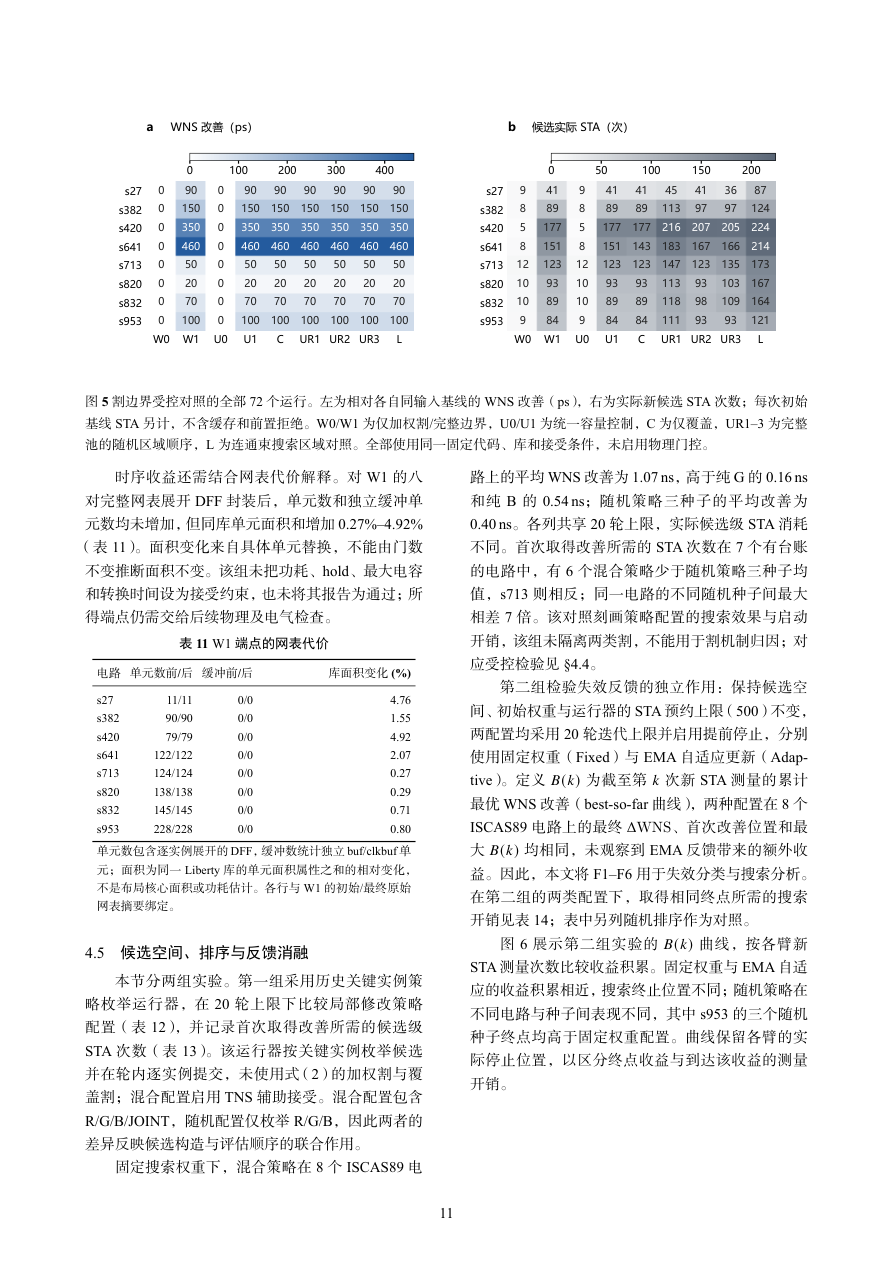 a WNS 改善（ps）
0 100 200 300 400
s27 0 90 0 90 90 90 90 90 90
s382 0 150 0 150 150 150 150 150 150
s420 0 350 0 350 350 350 350 350 350
s641 0 460 0 460 460 460 460 460 460
s713 0 50 0 50 50 50 50 50 50
s820 0 20 0 20 20 20 20 20 20
s832 0 70 0 70 70 70 70 70 70
s953 0 100 0 100 100 100 100 100 100
W0 W1 U0 U1 C UR1 UR2 UR3 L
b 候选实际 STA（次）
0 50 100 150 200
s27 9 41 9 41 41 45 41 36 87
s382 8 89 8 89 89 113 97 97 124
s420 5 177 5 177 177 216 207 205 224
s641 8 151 8 151 143 183 167 166 214
s713 12 123 12 123 123 147 123 135 173
s820 10 93 10 93 93 113 93 103 167
s832 10 89 10 89 89 118 98 109 164
s953 9 84 9 84 84 111 93 93 121
W0 W1 U0 U1 C UR1 UR2 UR3 L
图 5 割边界受控对照的全部 72 个运行。左为相对各自同输入基线的 WNS 改善（ps），右为实际新候选 STA 次数；每次初始
基线 STA 另计，不含缓存和前置拒绝。W0/W1 为仅加权割/完整边界，U0/U1 为统一容量控制，C 为仅覆盖，UR1–3 为完整
池的随机区域顺序，L 为连通束搜索区域对照。全部使用同一固定代码、库和接受条件，未启用物理门控。
时序收益还需结合网表代价解释。对 W1 的八
对完整网表展开 DFF 封装后，单元数和独立缓冲单
元数均未增加，但同库单元面积和增加 0.27%–4.92%
（表 11）。面积变化来自具体单元替换，不能由门数
不变推断面积不变。该组未把功耗、hold、最大电容
和转换时间设为接受约束，也未将其报告为通过；所
得端点仍需交给后续物理及电气检查。
表 11 W1 端点的网表代价
电路 单元数前/后 缓冲前/后 库面积变化 (%)
s27 11/11 0/0 4.76
s382 90/90 0/0 1.55
s420 79/79 0/0 4.92
s641 122/122 0/0 2.07
s713 124/124 0/0 0.27
s820 138/138 0/0 0.29
s832 145/145 0/0 0.71
s953 228/228 0/0 0.80
单元数包含逐实例展开的 DFF，缓冲数统计独立 buf/clkbuf 单
元；面积为同一 Liberty 库的单元面积属性之和的相对变化，
不是布局核心面积或功耗估计。各行与 W1 的初始/最终原始
网表摘要绑定。
4.5 候选空间、排序与反馈消融
本节分两组实验。第一组采用历史关键实例策
略枚举运行器，在 20 轮上限下比较局部修改策略
配置（表 12），并记录首次取得改善所需的候选级
STA 次数（表 13）。该运行器按关键实例枚举候选
并在轮内逐实例提交，未使用式（2）的加权割与覆
盖割；混合配置启用 TNS 辅助接受。混合配置包含
R/G/B/JOINT，随机配置仅枚举 R/G/B，因此两者的
差异反映候选构造与评估顺序的联合作用。
固定搜索权重下，混合策略在 8 个 ISCAS89 电
路上的平均 WNS 改善为 1.07 ns，高于纯 G 的 0.16 ns
和纯 B 的 0.54 ns；随机策略三种子的平均改善为
0.40 ns。各列共享 20 轮上限，实际候选级 STA 消耗
不同。首次取得改善所需的 STA 次数在 7 个有台账
的电路中，有 6 个混合策略少于随机策略三种子均
值，s713 则相反；同一电路的不同随机种子间最大
相差 7 倍。该对照刻画策略配置的搜索效果与启动
开销，该组未隔离两类割，不能用于割机制归因；对
应受控检验见 §4.4。
第二组检验失效反馈的独立作用：保持候选空
间、初始权重与运行器的 STA 预约上限（500）不变，
两配置均采用 20 轮迭代上限并启用提前停止，分别
使用固定权重（Fixed）与 EMA 自适应更新（Adap-
tive）。定义 B(k) 为截至第 k 次新 STA 测量的累计
最优 WNS 改善（best-so-far 曲线），两种配置在 8 个
ISCAS89 电路上的最终 ΔWNS、首次改善位置和最
大 B(k) 均相同，未观察到 EMA 反馈带来的额外收
益。因此，本文将 F1–F6 用于失效分类与搜索分析。
在第二组的两类配置下，取得相同终点所需的搜索
开销见表 14；表中另列随机排序作为对照。
图 6 展示第二组实验的 B(k) 曲线，按各臂新
STA 测量次数比较收益积累。固定权重与 EMA 自适
应的收益积累相近，搜索终止位置不同；随机策略在
不同电路与种子间表现不同，其中 s953 的三个随机
种子终点均高于固定权重配置。曲线保留各臂的实
际停止位置，以区分终点收益与到达该收益的测量
开销。
11